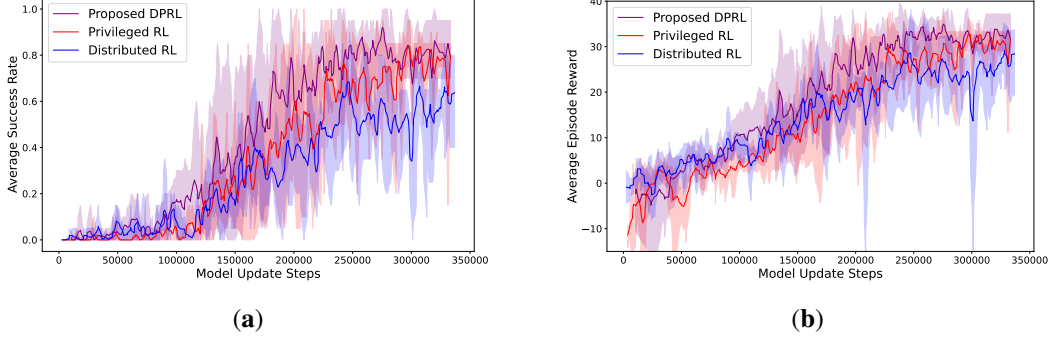 Proposed DPRL
Privileged RL
Distributed RL
Average Success Rate
1.0
0.8
0.6
0.4
0.2
0.0
0
50000
100000
150000
200000
250000
300000
350000
Model Update Steps
(a)
Proposed DPRL
Privileged RL
Distributed RL
Average Episode Reward
40
30
20
10
0
−10
0
50000
100000
150000
200000
250000
300000
350000
Model Update Steps
(b)